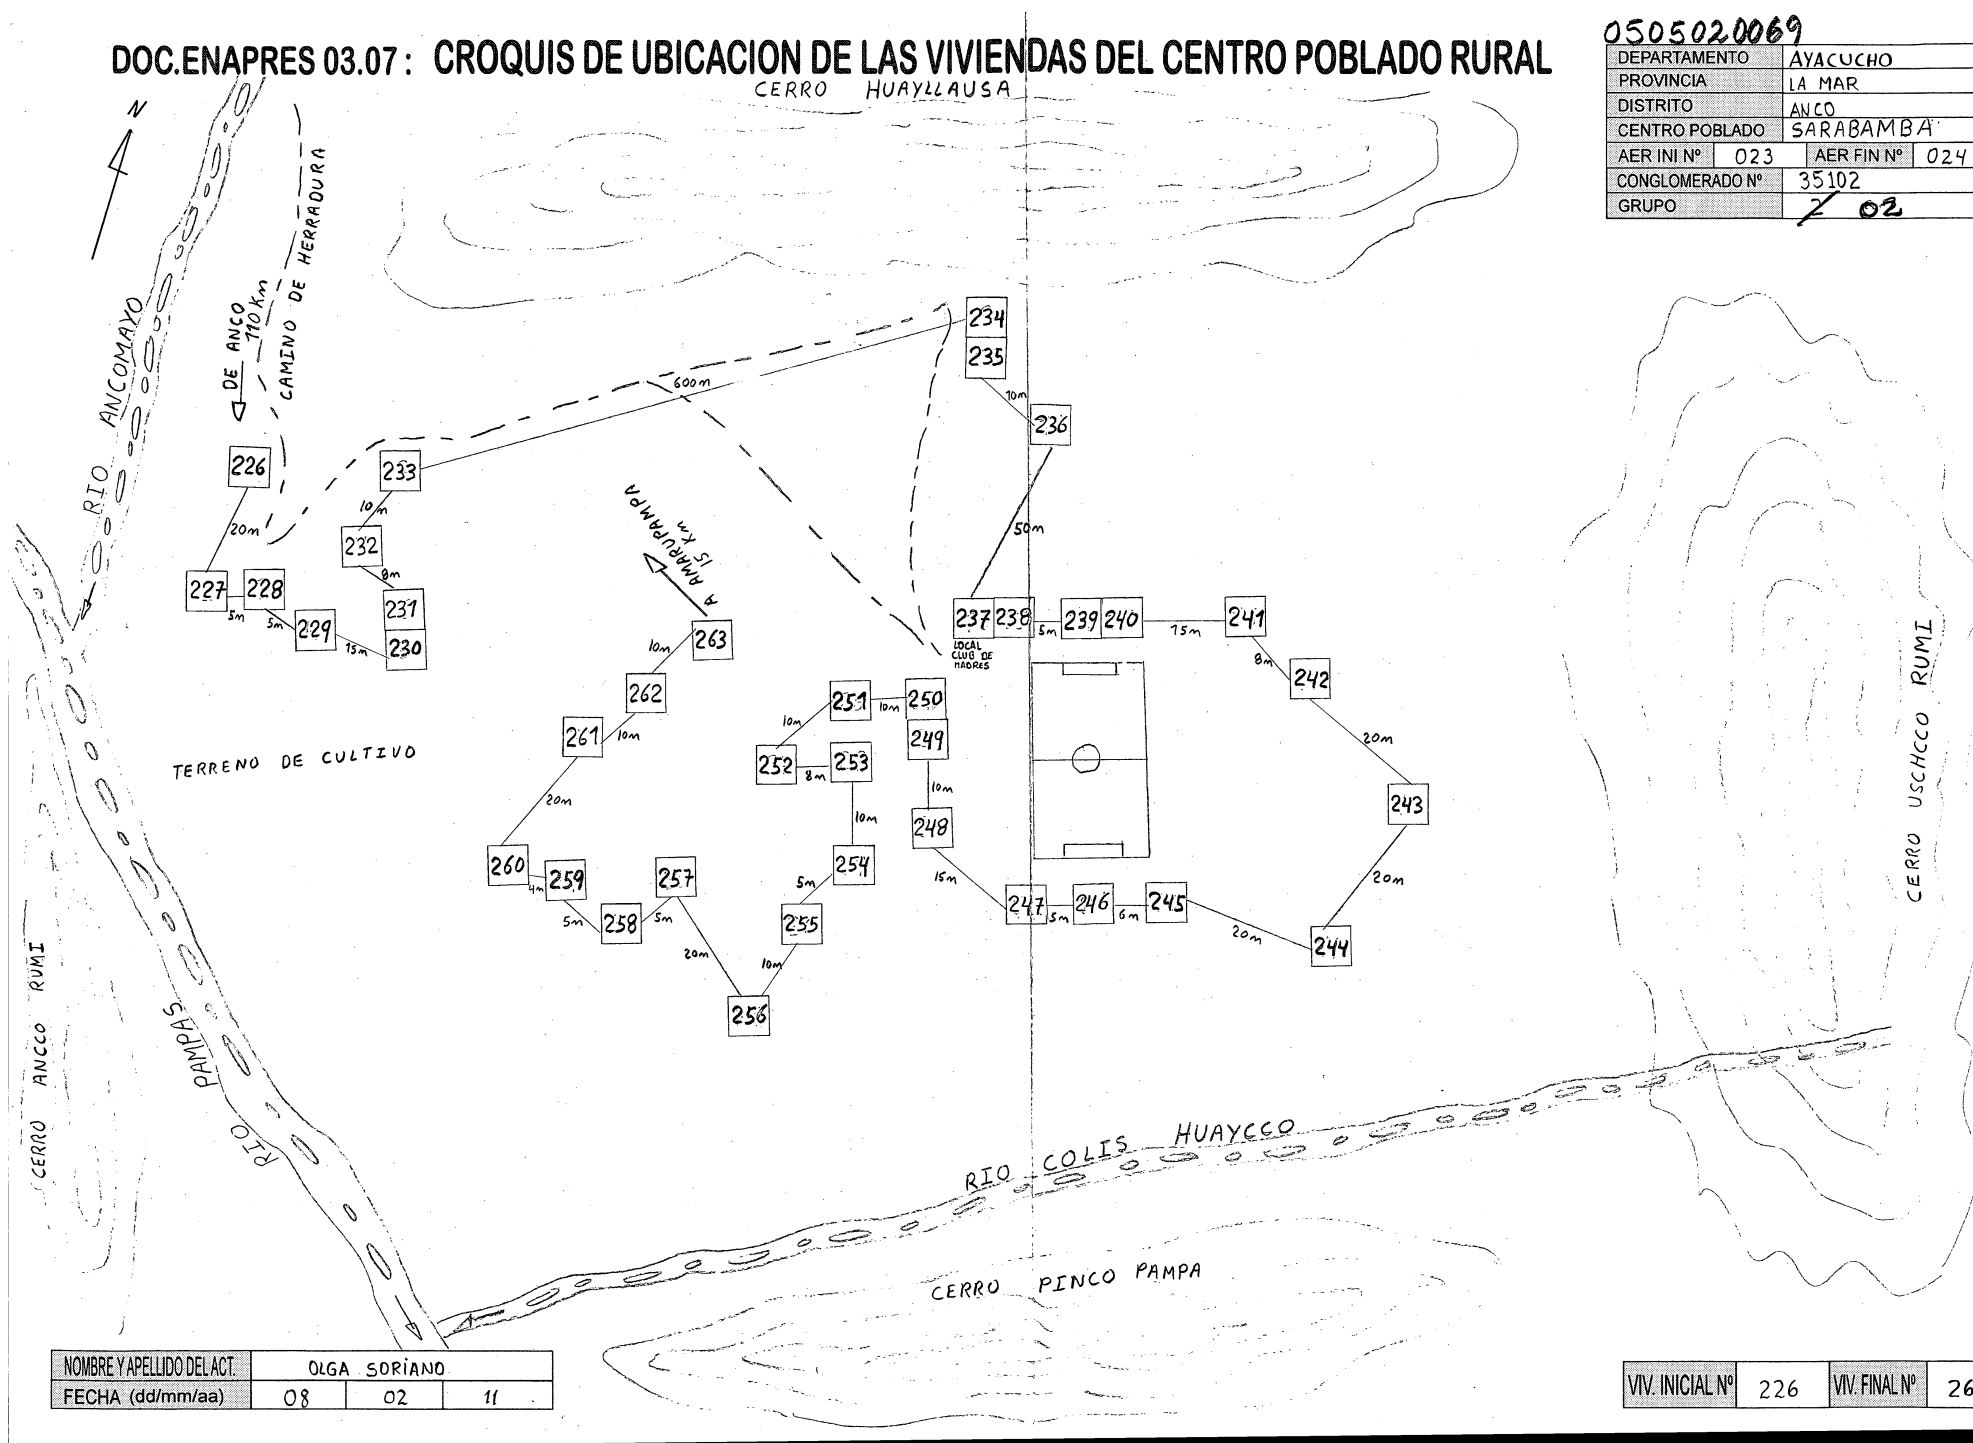 0505020069
DOC.ENAPRES 03.07 : CROQUIS DE UBICACION DE LAS VIVIENDAS DEL CENTRO POBLADO RURAL
DEPARTAMENTO AYACUCHO
PROVINCIA LA MAR
DISTRITO ANCO
CENTRO POBLADO SARABAMBA
AER INI Nº 023 AER FIN Nº 024
CONGLOMERADO Nº 35102
GRUPO 2 02
CERRO HUAYLLAUSA
N
RIO ANCOMAYO
DE ANCO
110 Km
CAMINO DE HERRADURA
234
235
600m
10m
236
226
233
20m
10m
232
A AMARUPAMPA
15 Km
50m
8m
227
228
5m
5m
229
231
15m
230
263
10m
262
237
238
5m
239
240
15m
241
LOCAL
CLUB DE
MADRES
8m
242
20m
243
20m
244
20m
245
6m
246
5m
247
15m
248
10m
249
250
10m
251
10m
252
8m
253
10m
254
5m
255
10m
256
20m
257
5m
258
5m
259
4m
260
20m
261
10m
TERRENO DE CULTIVO
CERRO USCHCCO RUMI
CERRO ANCCO RUMI
RIO PAMPAS
RIO COLIS HUAYCCO
CERRO PINCO PAMPA
NOMBRE Y APELLIDO DEL ACT. OLGA SORIANO
FECHA (dd/mm/aa) 08 02 11
VIV. INICIAL Nº 226 VIV. FINAL Nº 26